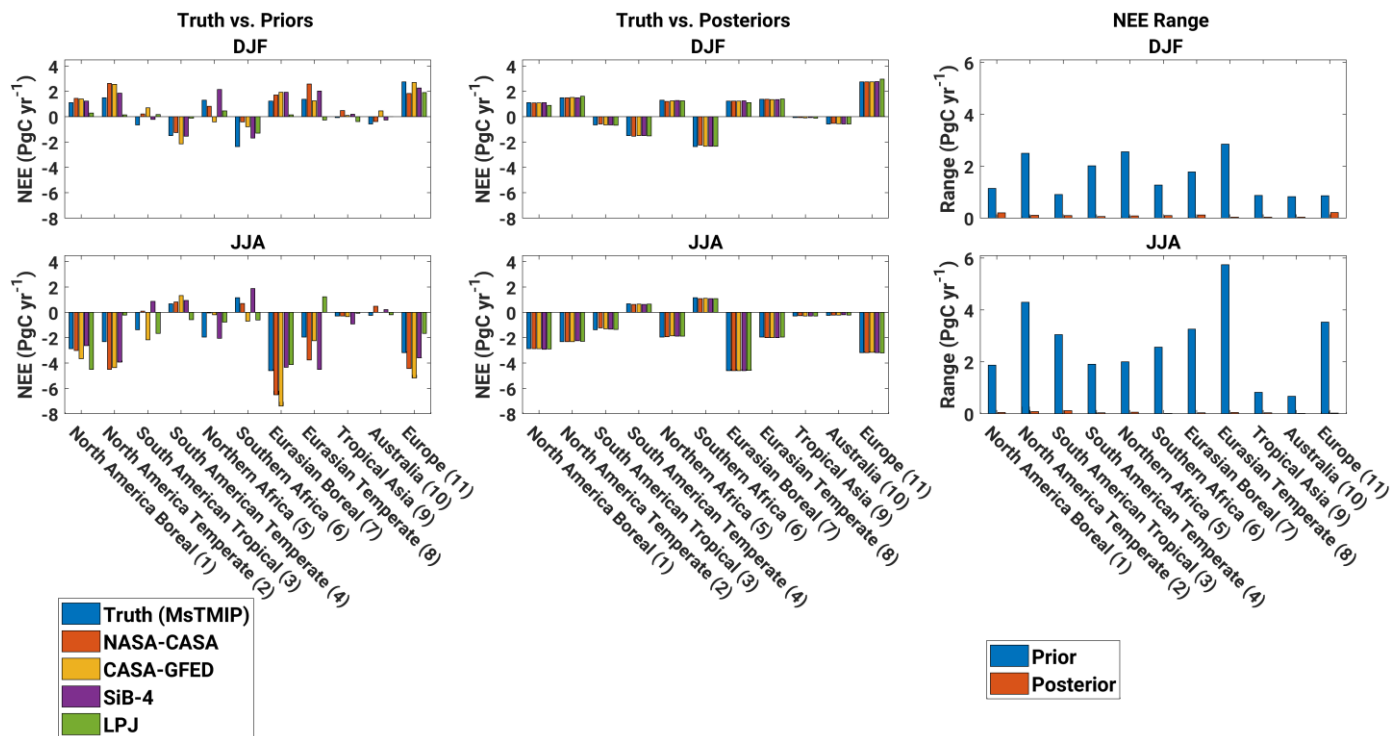 Truth vs. Priors
DJF
NEE (PgC yr-1)
4
2
0
-2
-4
-6
-8
JJA
NEE (PgC yr-1)
4
2
0
-2
-4
-6
-8
North America Boreal (1)
North America Temperate (2)
South American Tropical (3)
South American Temperate (4)
Northern Africa (5)
Southern Africa (6)
Eurasian Boreal (7)
Eurasian Temperate (8)
Tropical Asia (9)
Australia (10)
Europe (11)
Truth (MsTMIP)
NASA-CASA
CASA-GFED
SiB-4
LPJ
Truth vs. Posteriors
DJF
NEE (PgC yr-1)
4
2
0
-2
-4
-6
-8
JJA
NEE (PgC yr-1)
4
2
0
-2
-4
-6
-8
North America Boreal (1)
North America Temperate (2)
South American Tropical (3)
South American Temperate (4)
Northern Africa (5)
Southern Africa (6)
Eurasian Boreal (7)
Eurasian Temperate (8)
Tropical Asia (9)
Australia (10)
Europe (11)
NEE Range
DJF
Range (PgC yr-1)
6
4
2
0
JJA
Range (PgC yr-1)
6
4
2
0
North America Boreal (1)
North America Temperate (2)
South American Tropical (3)
South American Temperate (4)
Northern Africa (5)
Southern Africa (6)
Eurasian Boreal (7)
Eurasian Temperate (8)
Tropical Asia (9)
Australia (10)
Europe (11)
Prior
Posterior